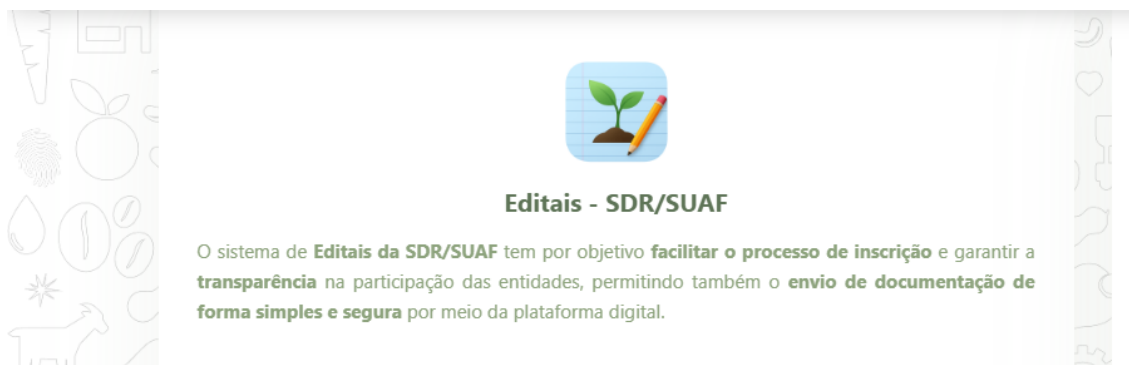 Editais - SDR/SUAF
O sistema de Editais da SDR/SUAF tem por objetivo facilitar o processo de inscrição e garantir a
transparência na participação das entidades, permitindo também o envio de documentação de
forma simples e segura por meio da plataforma digital.